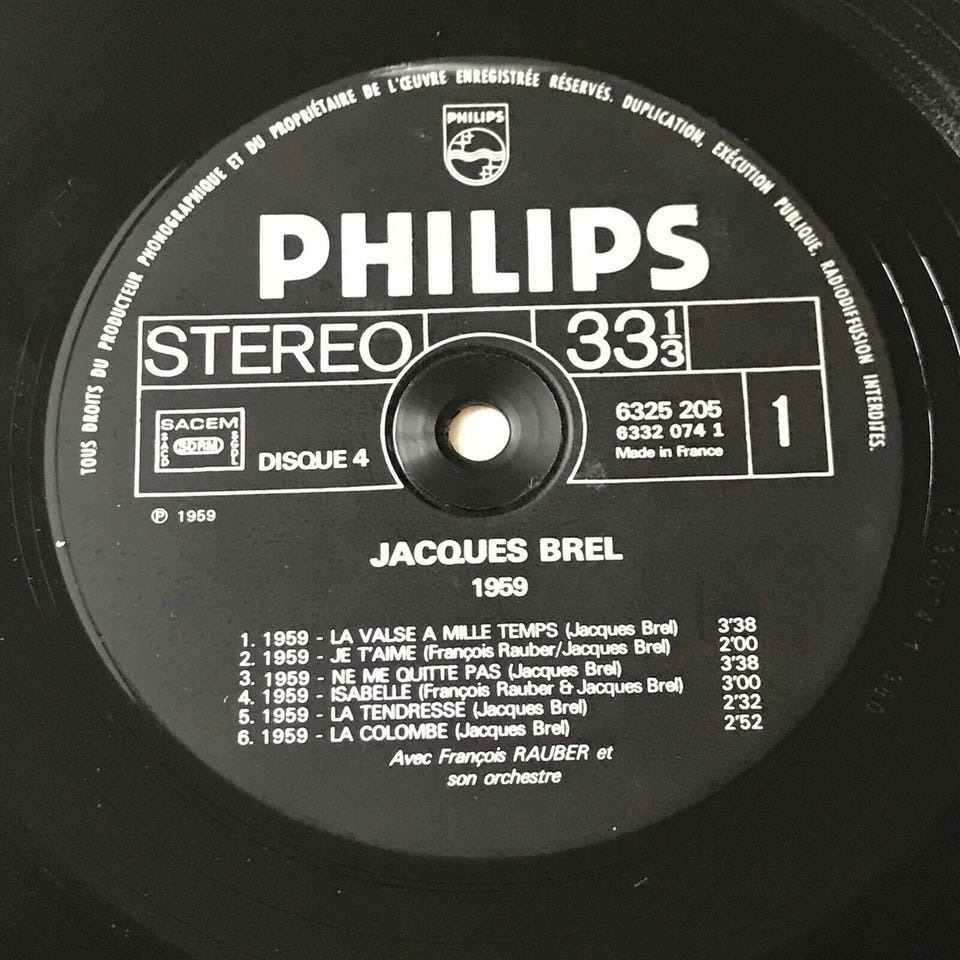 TOUS DROITS DU PRODUCTEUR PHONOGRAPHIQUE ET DU PROPRIÉTAIRE DE L'ŒUVRE ENREGISTRÉE RÉSERVÉS. DUPLICATION, EXÉCUTION PUBLIQUE, RADIODIFFUSION INTERDITES.
PHILIPS
PHILIPS
STEREO 33 1/3
SACEM
SACD SDRM SGDL
DISQUE 4
6325 205
6332 074 1
Made in France
1
℗ 1959
JACQUES BREL
1959
1. 1959 - LA VALSE A MILLE TEMPS (Jacques Brel) 3'38
2. 1959 - JE T'AIME (François Rauber/Jacques Brel) 2'00
3. 1959 - NE ME QUITTE PAS (Jacques Brel) 3'38
4. 1959 - ISABELLE (François Rauber & Jacques Brel) 3'00
5. 1959 - LA TENDRESSE (Jacques Brel) 2'32
6. 1959 - LA COLOMBE (Jacques Brel) 2'52
Avec François RAUBER et
son orchestre